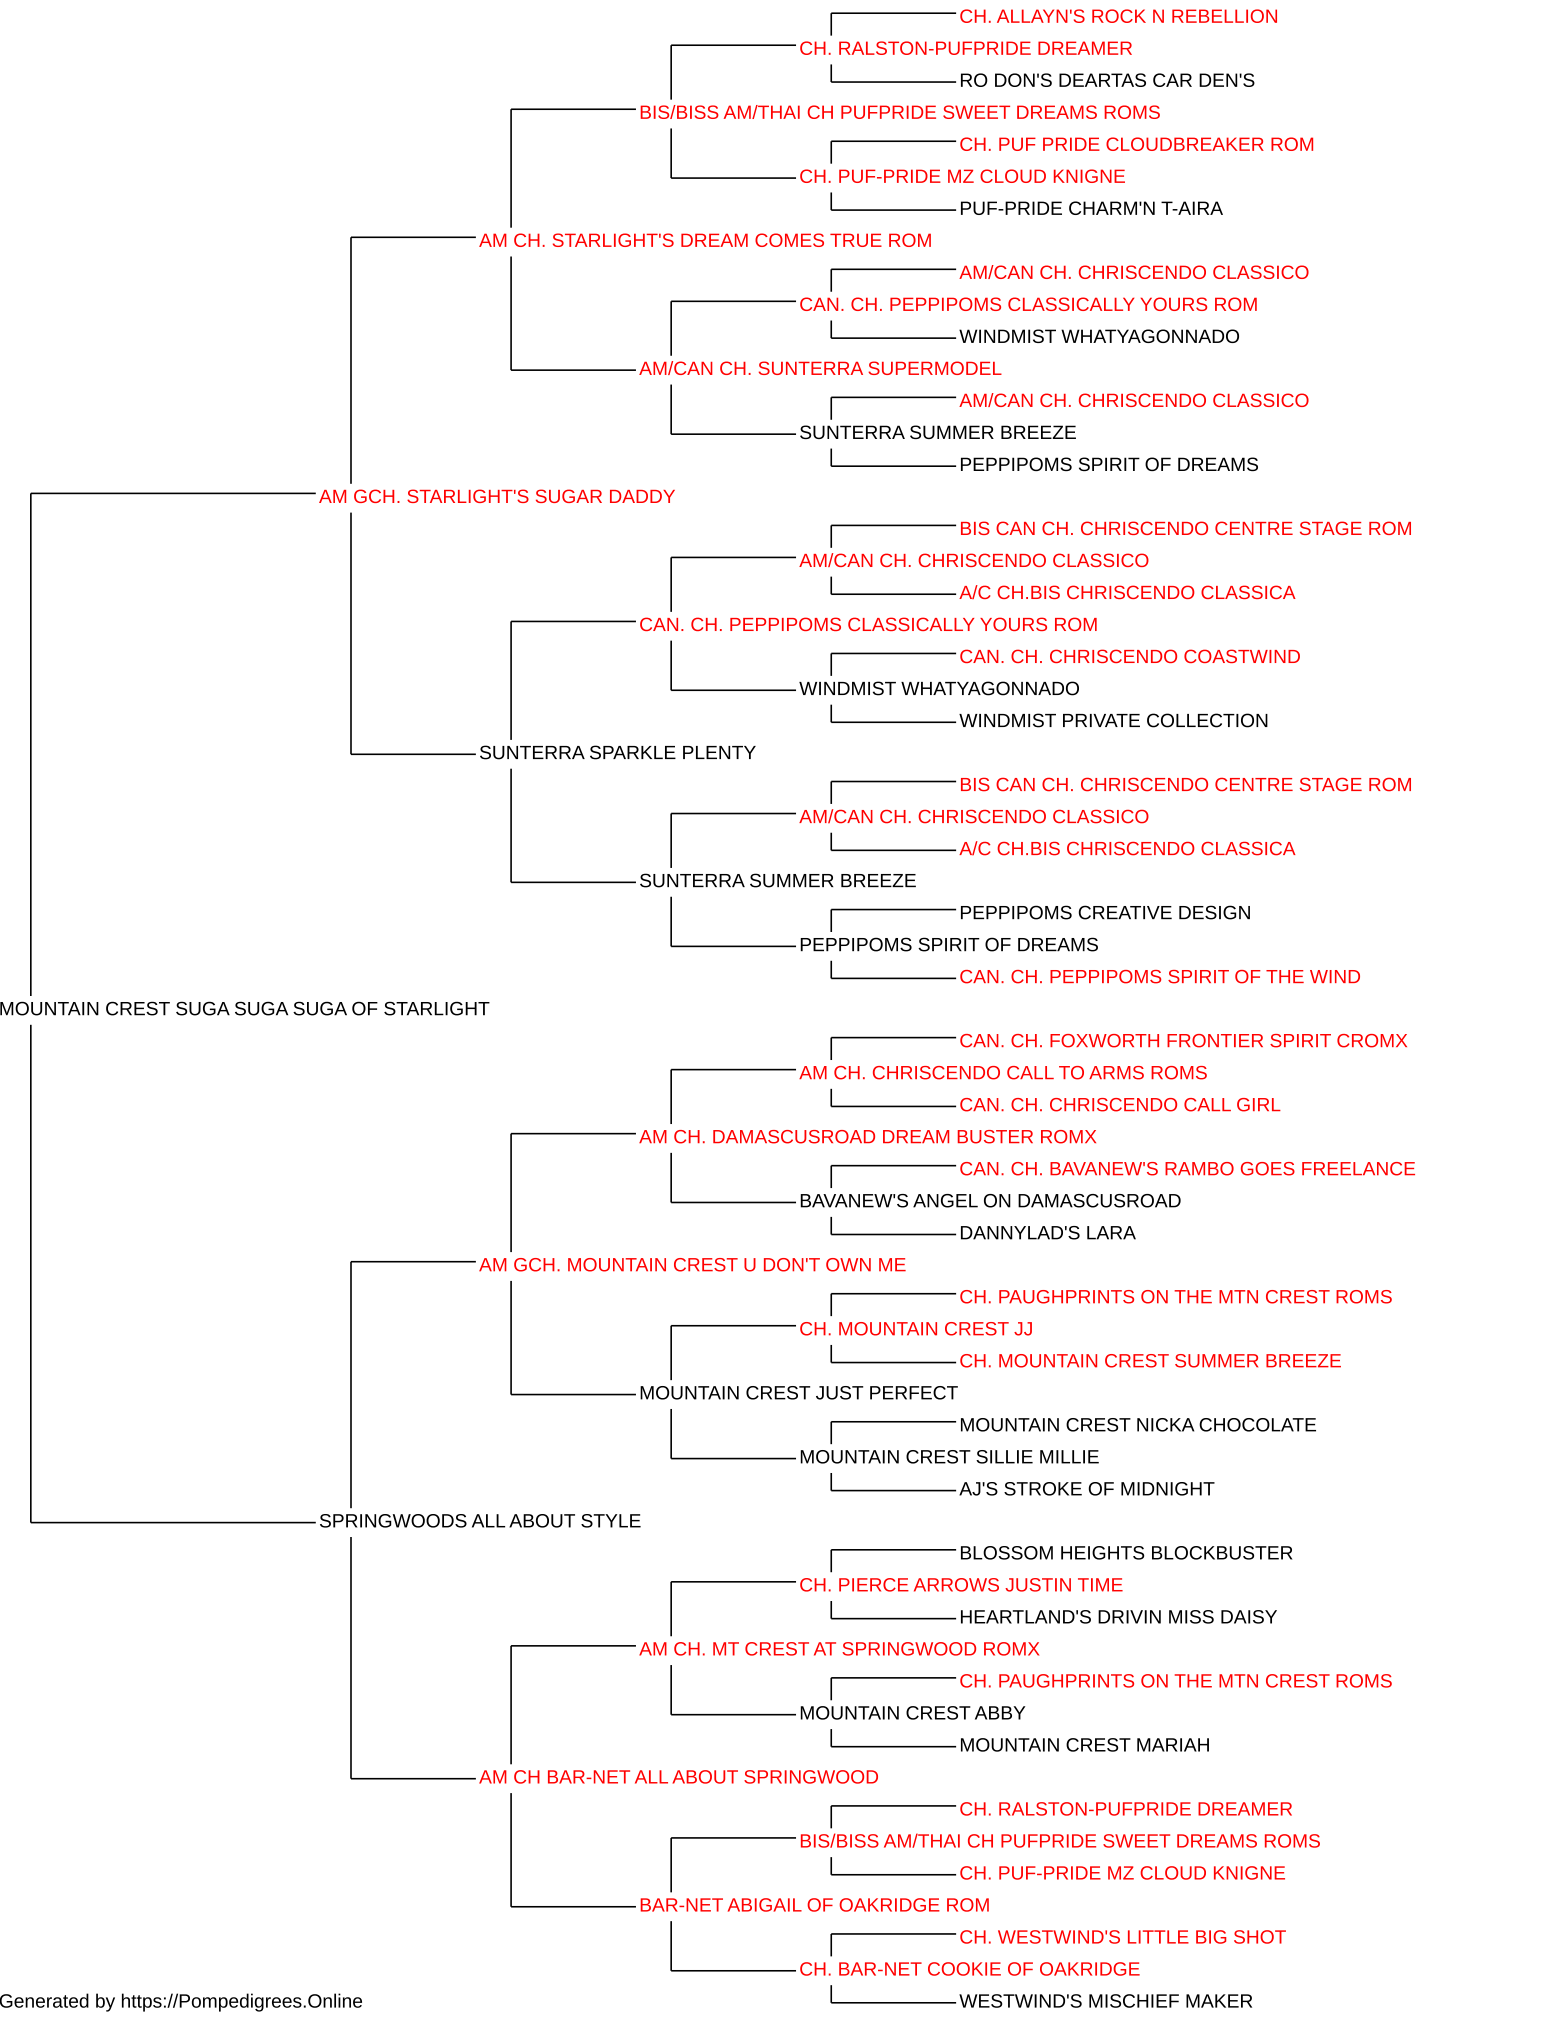 CH. ALLAYN'S ROCK N REBELLION
CH. RALSTON-PUFPRIDE DREAMER
RO DON'S DEARTAS CAR DEN'S
BIS/BISS AM/THAI CH PUFPRIDE SWEET DREAMS ROMS
CH. PUF PRIDE CLOUDBREAKER ROM
CH. PUF-PRIDE MZ CLOUD KNIGNE
PUF-PRIDE CHARM'N T-AIRA
AM CH. STARLIGHT'S DREAM COMES TRUE ROM
AM/CAN CH. CHRISCENDO CLASSICO
CAN. CH. PEPPIPOMS CLASSICALLY YOURS ROM
WINDMIST WHATYAGONNADO
AM/CAN CH. SUNTERRA SUPERMODEL
AM/CAN CH. CHRISCENDO CLASSICO
SUNTERRA SUMMER BREEZE
PEPPIPOMS SPIRIT OF DREAMS
AM GCH. STARLIGHT'S SUGAR DADDY
BIS CAN CH. CHRISCENDO CENTRE STAGE ROM
AM/CAN CH. CHRISCENDO CLASSICO
A/C CH.BIS CHRISCENDO CLASSICA
CAN. CH. PEPPIPOMS CLASSICALLY YOURS ROM
CAN. CH. CHRISCENDO COASTWIND
WINDMIST WHATYAGONNADO
WINDMIST PRIVATE COLLECTION
SUNTERRA SPARKLE PLENTY
BIS CAN CH. CHRISCENDO CENTRE STAGE ROM
AM/CAN CH. CHRISCENDO CLASSICO
A/C CH.BIS CHRISCENDO CLASSICA
SUNTERRA SUMMER BREEZE
PEPPIPOMS CREATIVE DESIGN
PEPPIPOMS SPIRIT OF DREAMS
CAN. CH. PEPPIPOMS SPIRIT OF THE WIND
MOUNTAIN CREST SUGA SUGA SUGA OF STARLIGHT
CAN. CH. FOXWORTH FRONTIER SPIRIT CROMX
AM CH. CHRISCENDO CALL TO ARMS ROMS
CAN. CH. CHRISCENDO CALL GIRL
AM CH. DAMASCUSROAD DREAM BUSTER ROMX
CAN. CH. BAVANEW'S RAMBO GOES FREELANCE
BAVANEW'S ANGEL ON DAMASCUSROAD
DANNYLAD'S LARA
AM GCH. MOUNTAIN CREST U DON'T OWN ME
CH. PAUGHPRINTS ON THE MTN CREST ROMS
CH. MOUNTAIN CREST JJ
CH. MOUNTAIN CREST SUMMER BREEZE
MOUNTAIN CREST JUST PERFECT
MOUNTAIN CREST NICKA CHOCOLATE
MOUNTAIN CREST SILLIE MILLIE
AJ'S STROKE OF MIDNIGHT
SPRINGWOODS ALL ABOUT STYLE
BLOSSOM HEIGHTS BLOCKBUSTER
CH. PIERCE ARROWS JUSTIN TIME
HEARTLAND'S DRIVIN MISS DAISY
AM CH. MT CREST AT SPRINGWOOD ROMX
CH. PAUGHPRINTS ON THE MTN CREST ROMS
MOUNTAIN CREST ABBY
MOUNTAIN CREST MARIAH
AM CH BAR-NET ALL ABOUT SPRINGWOOD
CH. RALSTON-PUFPRIDE DREAMER
BIS/BISS AM/THAI CH PUFPRIDE SWEET DREAMS ROMS
CH. PUF-PRIDE MZ CLOUD KNIGNE
BAR-NET ABIGAIL OF OAKRIDGE ROM
CH. WESTWIND'S LITTLE BIG SHOT
CH. BAR-NET COOKIE OF OAKRIDGE
WESTWIND'S MISCHIEF MAKER
Generated by https://Pompedigrees.Online